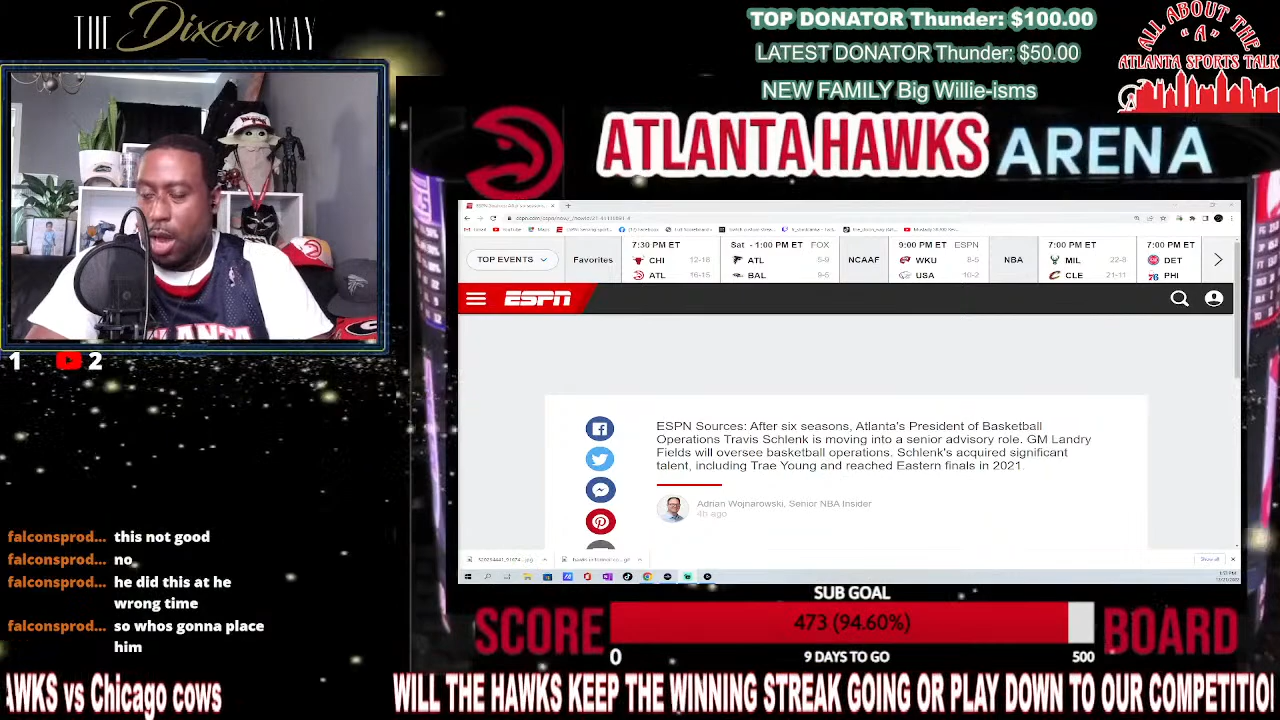 THE Dixon WAY
TOP DONATOR Thunder: $100.00
LATEST DONATOR Thunder: $50.00
NEW FAMILY Big Willie-isms
ALL ABOUT THE
"A"
ATLANTA SPORTS TALK
ATLANTA HAWKS ARENA
TOP EVENTS
Favorites
7:30 PM ET
CHI 12-18
ATL 16-15
Sat - 1:00 PM ET FOX
ATL 5-9
BAL 9-5
NCAAF
9:00 PM ET ESPN
WKU 8-5
USA 10-2
NBA
7:00 PM ET
MIL 22-8
CLE 21-11
7:00 PM ET
DET
PHI
ESPN
ESPN Sources: After six seasons, Atlanta's President of Basketball
Operations Travis Schlenk is moving into a senior advisory role. GM Landry
Fields will oversee basketball operations. Schlenk's acquired significant
talent, including Trae Young and reached Eastern finals in 2021.
Adrian Wojnarowski, Senior NBA Insider
4h ago
Show all
ATLANTA
1 2
falconsprod... this not good
falconsprod... no
falconsprod... he did this at he
wrong time
falconsprod... so whos gonna place
him
SUB GOAL
SCORE 473 (94.60%) BOARD
0 9 DAYS TO GO 500
AWKS vs Chicago cows
WILL THE HAWKS KEEP THE WINNING STREAK GOING OR PLAY DOWN TO OUR COMPETITIO